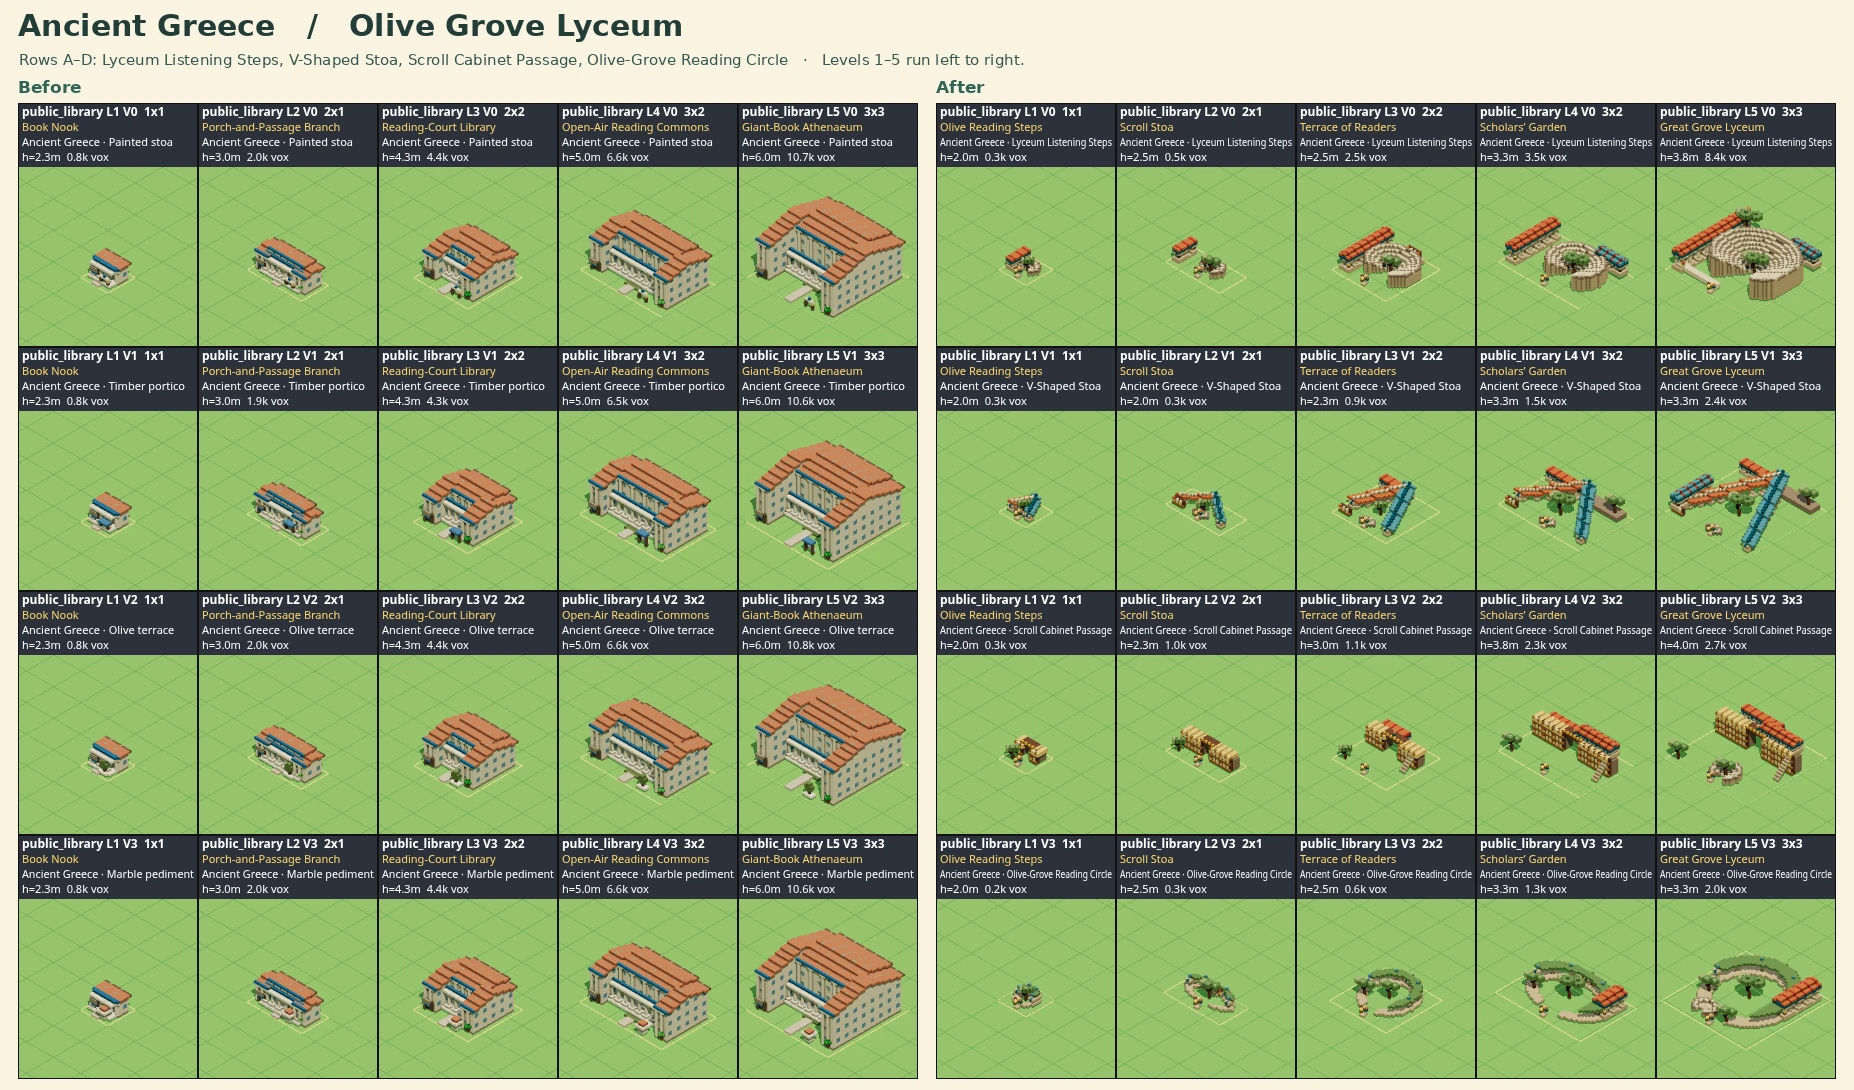 Ancient Greece / Olive Grove Lyceum
Rows A–D: Lyceum Listening Steps, V-Shaped Stoa, Scroll Cabinet Passage, Olive-Grove Reading Circle · Levels 1–5 run left to right.
Before
public_library L1 V0 1x1
Book Nook
Ancient Greece · Painted stoa
h=2.3m 0.8k vox
public_library L2 V0 2x1
Porch-and-Passage Branch
Ancient Greece · Painted stoa
h=3.0m 2.0k vox
public_library L3 V0 2x2
Reading-Court Library
Ancient Greece · Painted stoa
h=4.3m 4.4k vox
public_library L4 V0 3x2
Open-Air Reading Commons
Ancient Greece · Painted stoa
h=5.0m 6.6k vox
public_library L5 V0 3x3
Giant-Book Athenaeum
Ancient Greece · Painted stoa
h=6.0m 10.7k vox
public_library L1 V1 1x1
Book Nook
Ancient Greece · Timber portico
h=2.3m 0.8k vox
public_library L2 V1 2x1
Porch-and-Passage Branch
Ancient Greece · Timber portico
h=3.0m 1.9k vox
public_library L3 V1 2x2
Reading-Court Library
Ancient Greece · Timber portico
h=4.3m 4.3k vox
public_library L4 V1 3x2
Open-Air Reading Commons
Ancient Greece · Timber portico
h=5.0m 6.5k vox
public_library L5 V1 3x3
Giant-Book Athenaeum
Ancient Greece · Timber portico
h=6.0m 10.6k vox
public_library L1 V2 1x1
Book Nook
Ancient Greece · Olive terrace
h=2.3m 0.8k vox
public_library L2 V2 2x1
Porch-and-Passage Branch
Ancient Greece · Olive terrace
h=3.0m 2.0k vox
public_library L3 V2 2x2
Reading-Court Library
Ancient Greece · Olive terrace
h=4.3m 4.4k vox
public_library L4 V2 3x2
Open-Air Reading Commons
Ancient Greece · Olive terrace
h=5.0m 6.6k vox
public_library L5 V2 3x3
Giant-Book Athenaeum
Ancient Greece · Olive terrace
h=6.0m 10.8k vox
public_library L1 V3 1x1
Book Nook
Ancient Greece · Marble pediment
h=2.3m 0.8k vox
public_library L2 V3 2x1
Porch-and-Passage Branch
Ancient Greece · Marble pediment
h=3.0m 2.0k vox
public_library L3 V3 2x2
Reading-Court Library
Ancient Greece · Marble pediment
h=4.3m 4.4k vox
public_library L4 V3 3x2
Open-Air Reading Commons
Ancient Greece · Marble pediment
h=5.0m 6.6k vox
public_library L5 V3 3x3
Giant-Book Athenaeum
Ancient Greece · Marble pediment
h=6.0m 10.6k vox
After
public_library L1 V0 1x1
Olive Reading Steps
Ancient Greece · Lyceum Listening Steps
h=2.0m 0.3k vox
public_library L2 V0 2x1
Scroll Stoa
Ancient Greece · Lyceum Listening Steps
h=2.5m 0.5k vox
public_library L3 V0 2x2
Terrace of Readers
Ancient Greece · Lyceum Listening Steps
h=2.5m 2.5k vox
public_library L4 V0 3x2
Scholars’ Garden
Ancient Greece · Lyceum Listening Steps
h=3.3m 3.5k vox
public_library L5 V0 3x3
Great Grove Lyceum
Ancient Greece · Lyceum Listening Steps
h=3.8m 8.4k vox
public_library L1 V1 1x1
Olive Reading Steps
Ancient Greece · V-Shaped Stoa
h=2.0m 0.3k vox
public_library L2 V1 2x1
Scroll Stoa
Ancient Greece · V-Shaped Stoa
h=2.0m 0.3k vox
public_library L3 V1 2x2
Terrace of Readers
Ancient Greece · V-Shaped Stoa
h=2.3m 0.9k vox
public_library L4 V1 3x2
Scholars’ Garden
Ancient Greece · V-Shaped Stoa
h=3.3m 1.5k vox
public_library L5 V1 3x3
Great Grove Lyceum
Ancient Greece · V-Shaped Stoa
h=3.3m 2.4k vox
public_library L1 V2 1x1
Olive Reading Steps
Ancient Greece · Scroll Cabinet Passage
h=2.0m 0.3k vox
public_library L2 V2 2x1
Scroll Stoa
Ancient Greece · Scroll Cabinet Passage
h=2.3m 1.0k vox
public_library L3 V2 2x2
Terrace of Readers
Ancient Greece · Scroll Cabinet Passage
h=3.0m 1.1k vox
public_library L4 V2 3x2
Scholars’ Garden
Ancient Greece · Scroll Cabinet Passage
h=3.8m 2.3k vox
public_library L5 V2 3x3
Great Grove Lyceum
Ancient Greece · Scroll Cabinet Passage
h=4.0m 2.7k vox
public_library L1 V3 1x1
Olive Reading Steps
Ancient Greece · Olive-Grove Reading Circle
h=2.0m 0.2k vox
public_library L2 V3 2x1
Scroll Stoa
Ancient Greece · Olive-Grove Reading Circle
h=2.5m 0.3k vox
public_library L3 V3 2x2
Terrace of Readers
Ancient Greece · Olive-Grove Reading Circle
h=2.5m 0.6k vox
public_library L4 V3 3x2
Scholars’ Garden
Ancient Greece · Olive-Grove Reading Circle
h=3.3m 1.3k vox
public_library L5 V3 3x3
Great Grove Lyceum
Ancient Greece · Olive-Grove Reading Circle
h=3.3m 2.0k vox